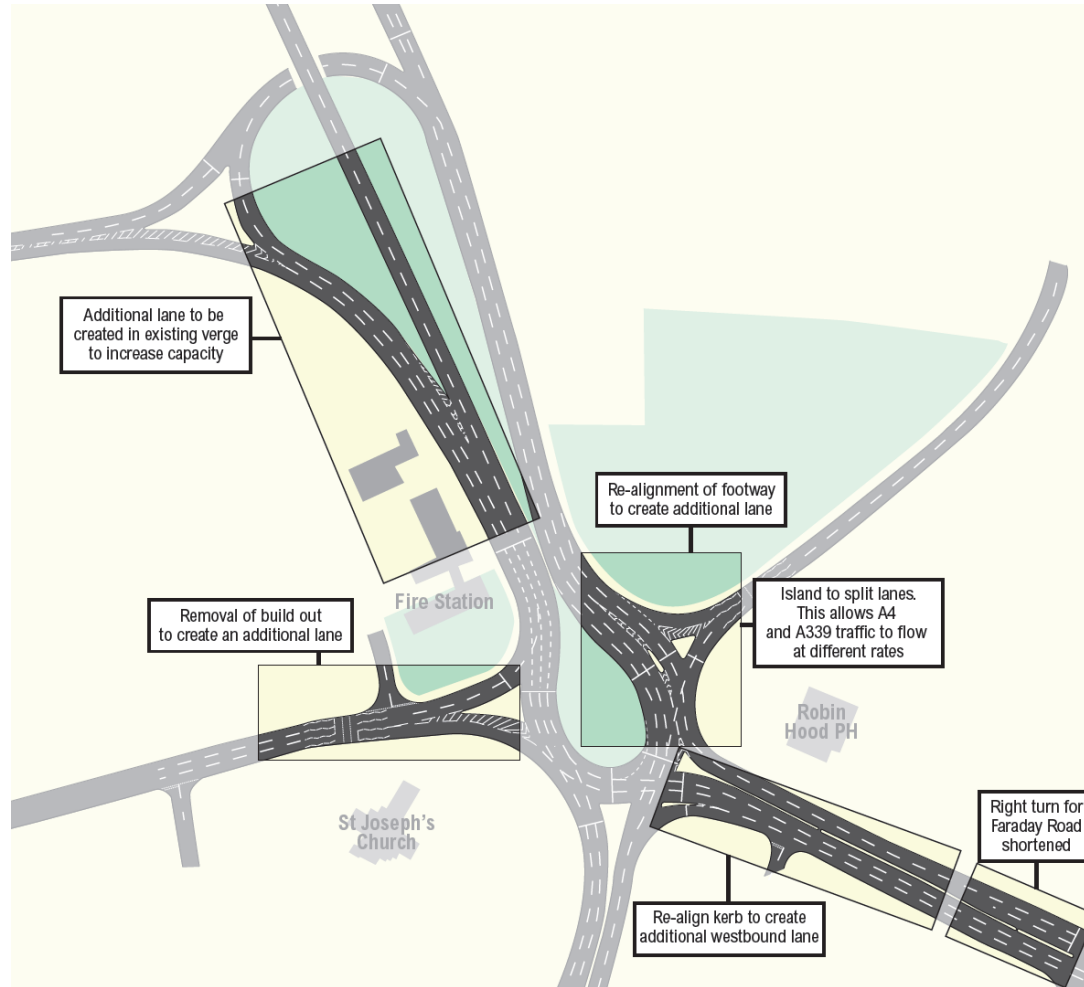 Additional lane to be
created in existing verge
to increase capacity
Re-alignment of footway
to create additional lane
Island to split lanes.
This allows A4
and A339 traffic to flow
at different rates
Fire Station
Removal of build out
to create an additional lane
Robin
Hood PH
St Joseph's
Church
Right turn for
Faraday Road
shortened
Re-align kerb to create
additional westbound lane